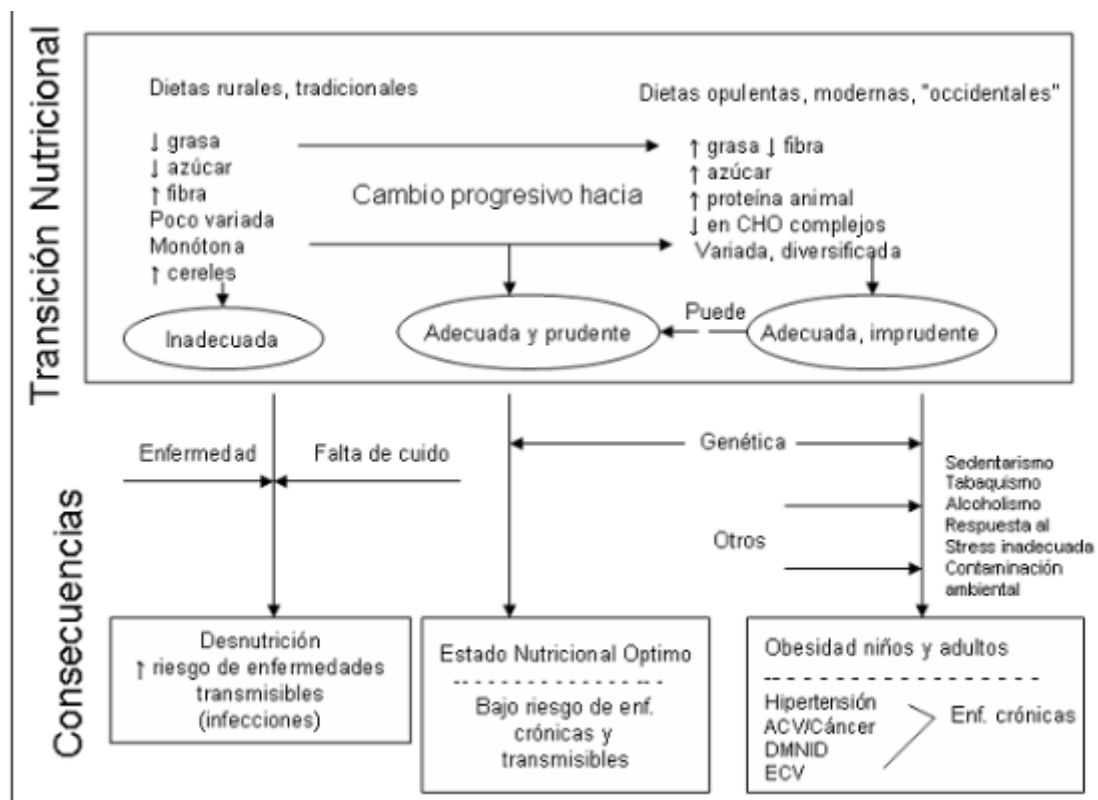 Transición Nutricional
Dietas rurales, tradicionales
↓ grasa
↓ azúcar
↑ fibra
Poco variada
Monótona
↑ cereles
Cambio progresivo hacia
Dietas opulentas, modernas, "occidentales"
↑ grasa ↓ fibra
↑ azúcar
↑ proteína animal
↓ en CHO complejos
Variada, diversificada
Inadecuada
Adecuada y prudente
Puede
Adecuada, imprudente
Consecuencias
Enfermedad
Falta de cuido
Genética
Otros
Sedentarismo
Tabaquismo
Alcoholismo
Respuesta al
Stress inadecuada
Contaminación
ambiental
Desnutrición
↑ riesgo de enfermedades
transmisibles
(infecciones)
Estado Nutricional Optimo
Bajo riesgo de enf.
crónicas y
transmisibles
Obesidad niños y adultos
Hipertensión
ACV/Cáncer
DMNID
ECV
Enf. crónicas